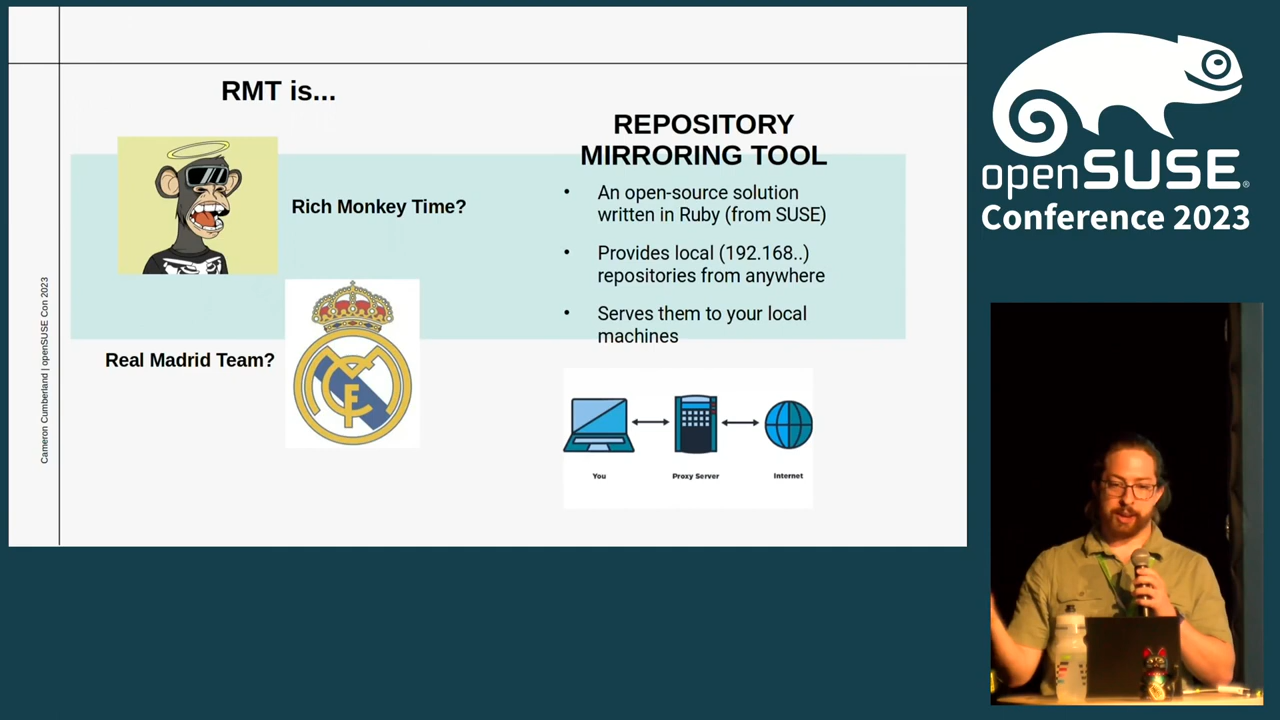 RMT is...
Rich Monkey Time?
Real Madrid Team?
REPOSITORY
MIRRORING TOOL
• An open-source solution
written in Ruby (from SUSE)
• Provides local (192.168..)
repositories from anywhere
• Serves them to your local
machines
You
Proxy Server
Internet
Cameron Cumberland | openSUSE Con 2023
openSUSE®
Conference 2023